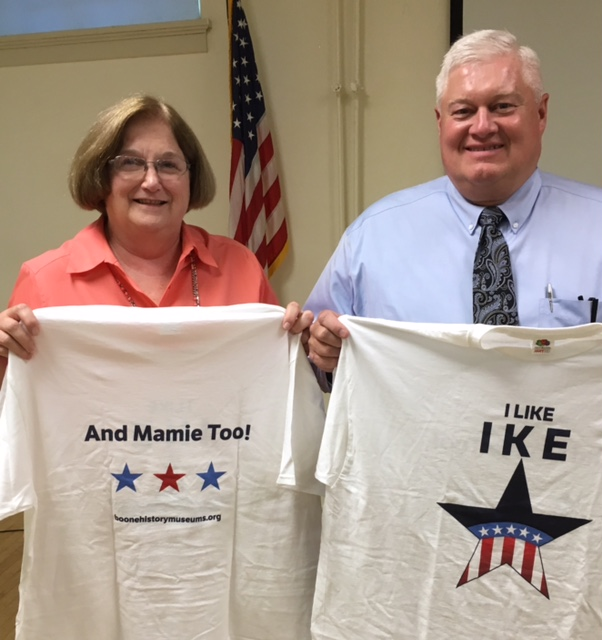 And Mamie Too!
boonehistorymuseums.org
I LIKE
IKE